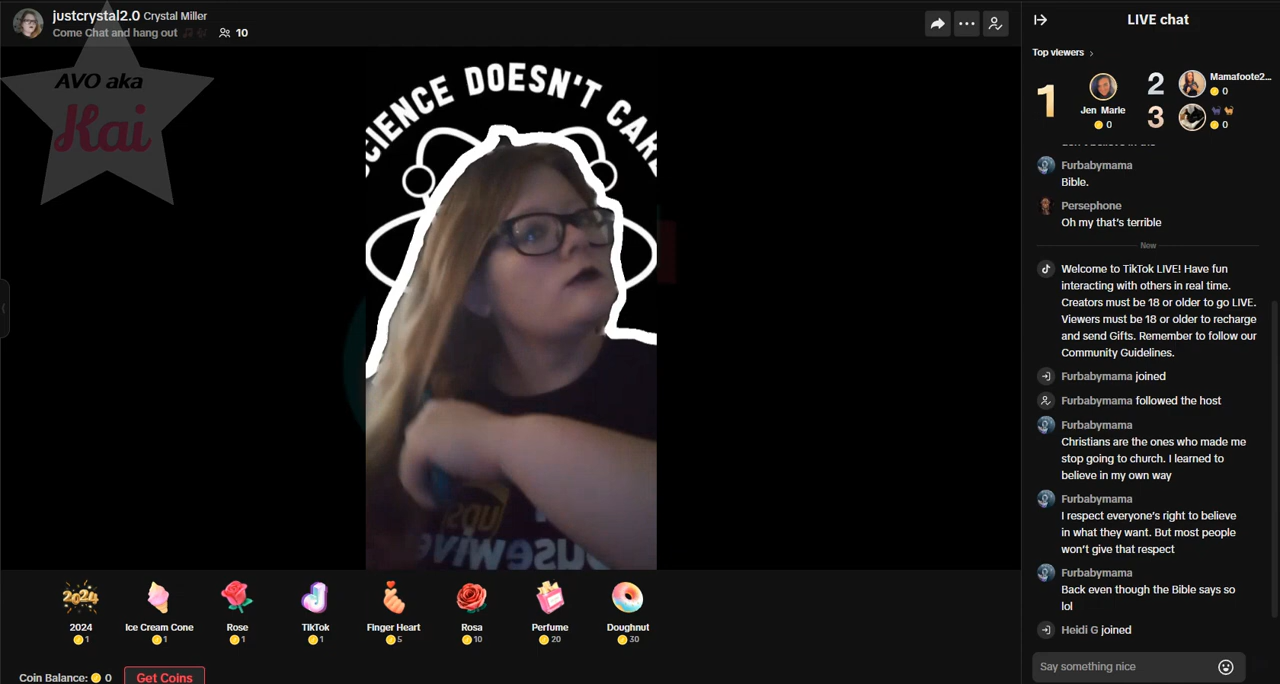 justcrystal2.0 Crystal Miller
Come Chat and hang out
10
AVO aka
Kai
SCIENCE DOESN'T CARE
UPS
OUSEWIVE
2024
1
Ice Cream Cone
1
Rose
1
TikTok
1
Finger Heart
5
Rosa
10
Perfume
20
Doughnut
30
Coin Balance: 0
Get Coins
LIVE chat
Top viewers
1
Jen Marie
0
2
Mamafoote2...
0
3
0
Furbabymama
Bible.
Persephone
Oh my that's terrible
New
Welcome to TikTok LIVE! Have fun
interacting with others in real time.
Creators must be 18 or older to go LIVE.
Viewers must be 18 or older to recharge
and send Gifts. Remember to follow our
Community Guidelines.
Furbabymama joined
Furbabymama followed the host
Furbabymama
Christians are the ones who made me
stop going to church. I learned to
believe in my own way
Furbabymama
I respect everyone's right to believe
in what they want. But most people
won't give that respect
Furbabymama
Back even though the Bible says so
lol
Heidi G joined
Say something nice